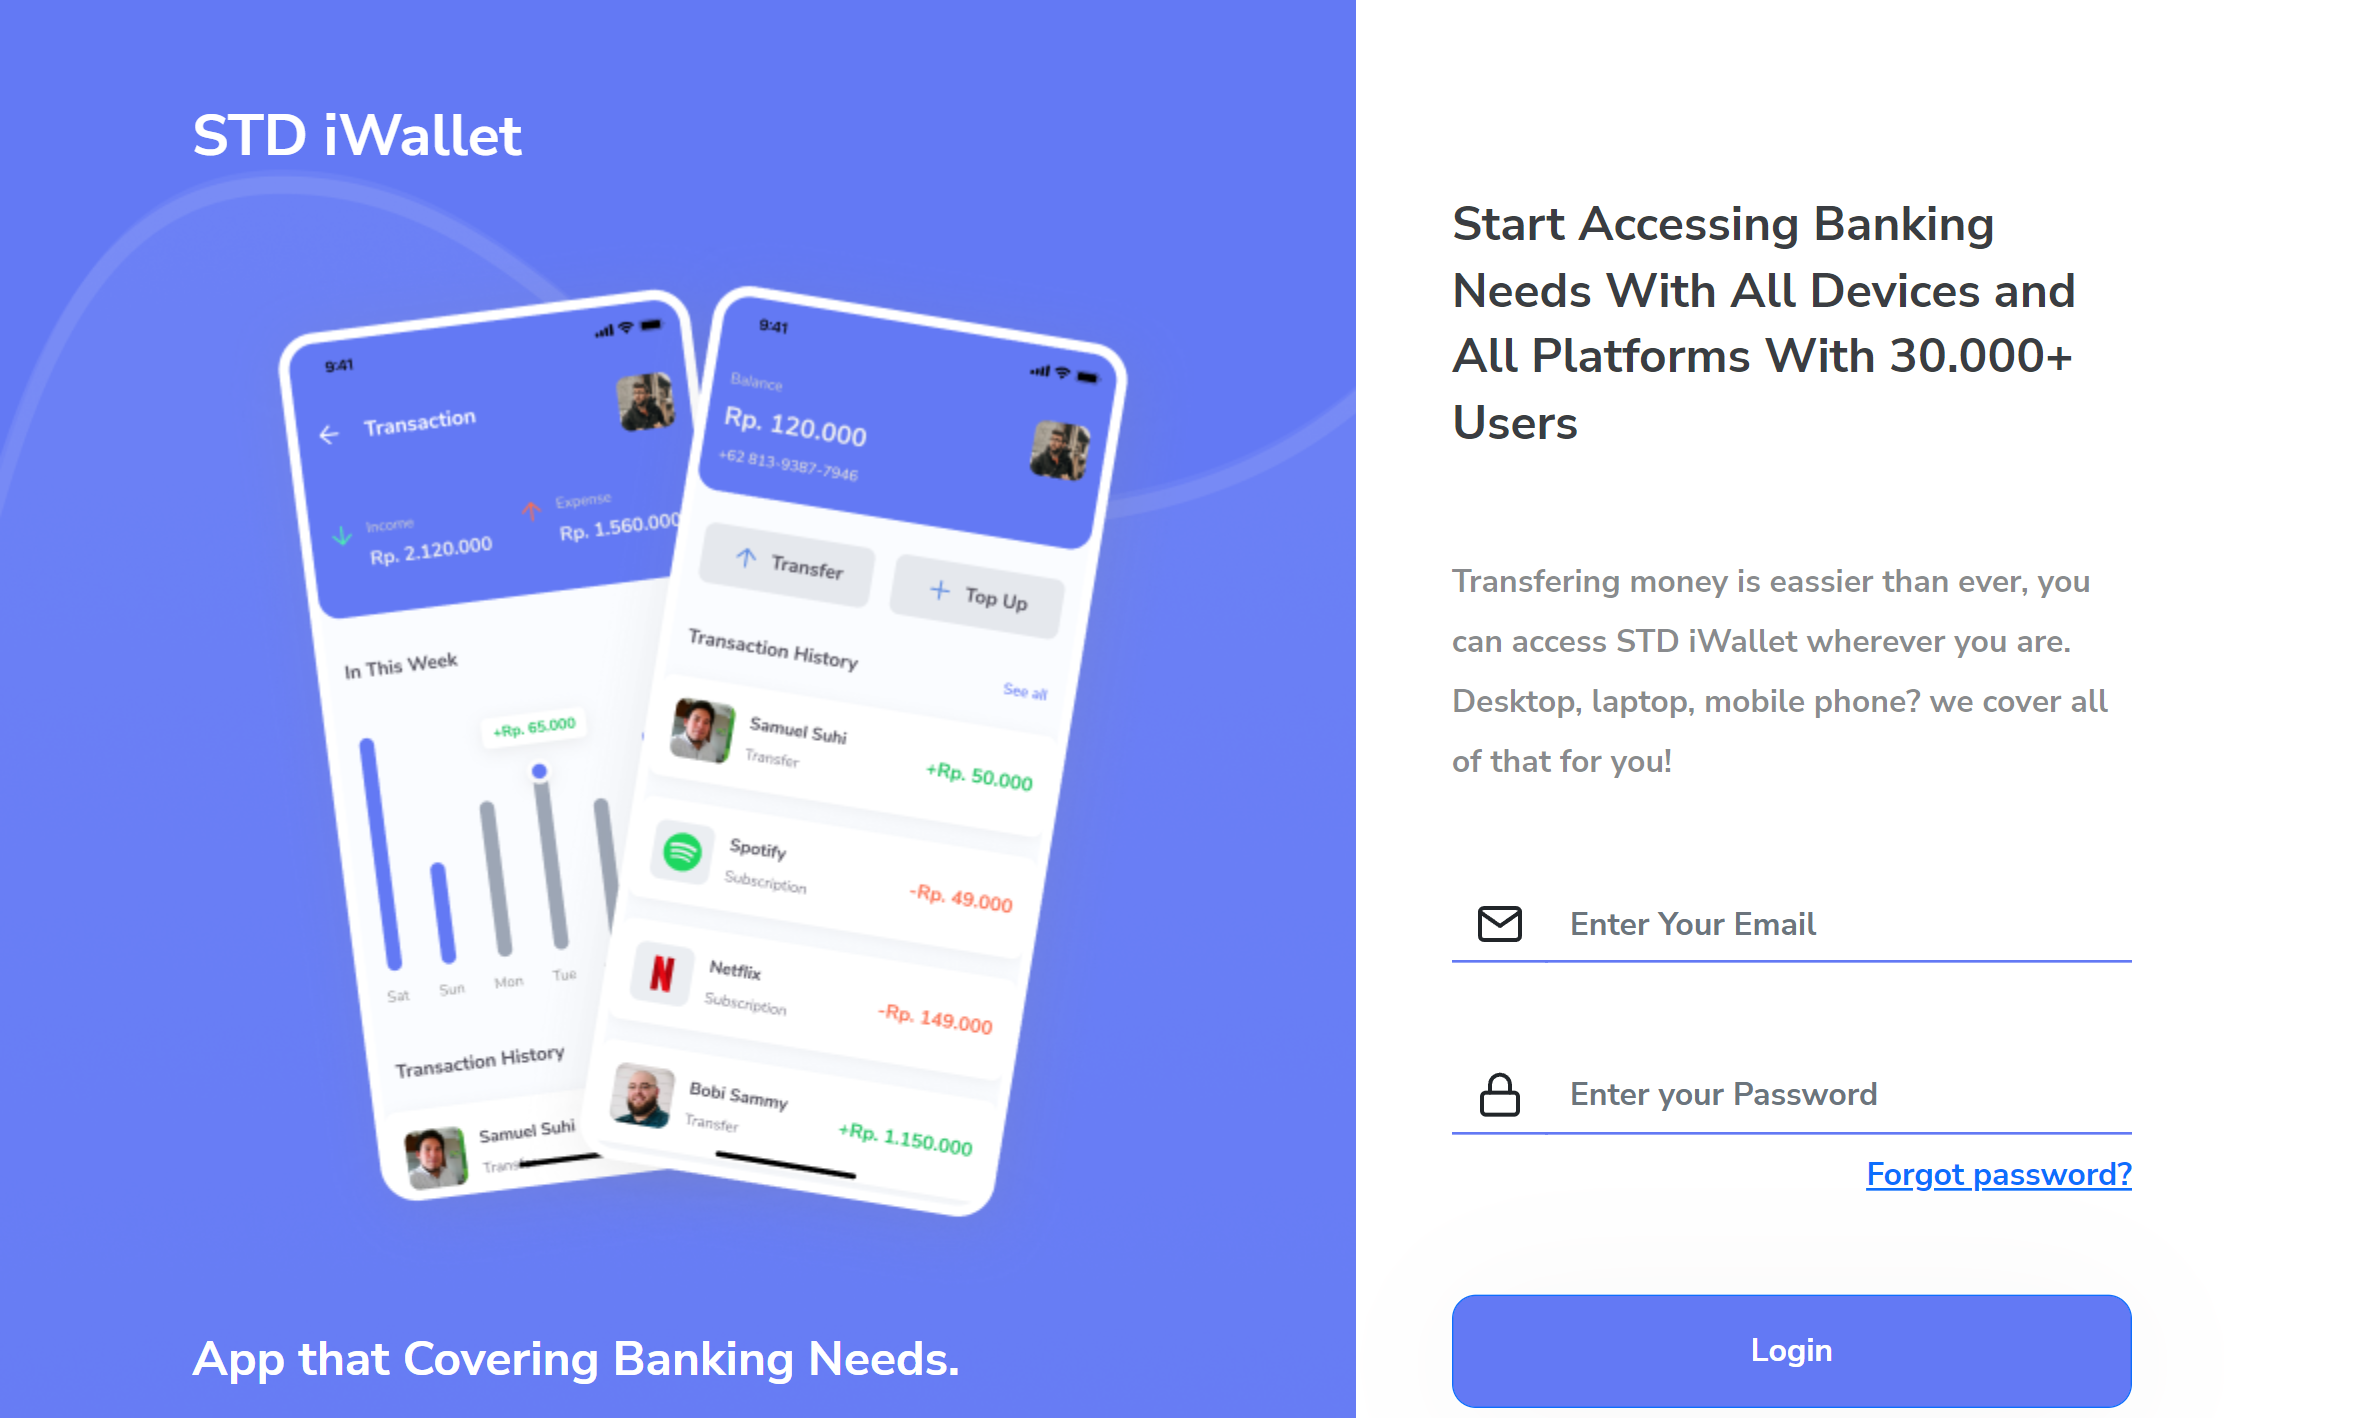 STD iWallet
9:41
Transaction
Income
Rp. 2.120.000
Expense
Rp. 1.560.000
In This Week
+Rp. 65.000
Sat Sun Mon Tue
Transaction History
Samuel Suhi
9:41
Balance
Rp. 120.000
+62 813-9387-7946
Transfer
Top Up
Transaction History
See all
Samuel Suhi
Transfer
+Rp. 50.000
Spotify
Subscription
-Rp. 49.000
N
Netflix
Subscription
-Rp. 149.000
Bobi Sammy
Transfer
+Rp. 1.150.000
App that Covering Banking Needs.
Start Accessing Banking
Needs With All Devices and
All Platforms With 30.000+
Users
Transfering money is eassier than ever, you
can access STD iWallet wherever you are.
Desktop, laptop, mobile phone? we cover all
of that for you!
Enter Your Email
Enter your Password
Forgot password?
Login